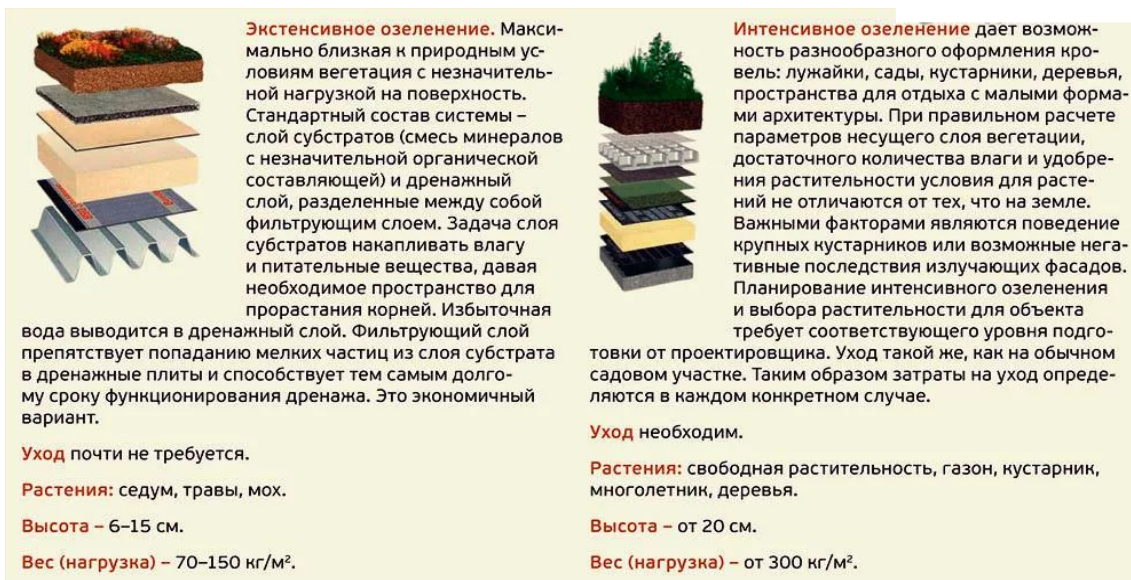 Экстенсивное озеленение. Макси-
мально близкая к природным ус-
ловиям вегетация с незначитель-
ной нагрузкой на поверхность.
Стандартный состав системы –
слой субстратов (смесь минералов
с незначительной органической
составляющей) и дренажный
слой, разделенные между собой
фильтрующим слоем. Задача слоя
субстратов накапливать влагу
и питательные вещества, давая
необходимое пространство для
прорастания корней. Избыточная
вода выводится в дренажный слой. Фильтрующий слой
препятствует попаданию мелких частиц из слоя субстрата
в дренажные плиты и способствует тем самым долго-
му сроку функционирования дренажа. Это экономичный
вариант.
Уход почти не требуется.
Растения: седум, травы, мох.
Высота – 6–15 см.
Вес (нагрузка) – 70–150 кг/м².
Интенсивное озеленение дает возмож-
ность разнообразного оформления кро-
вель: лужайки, сады, кустарники, деревья,
пространства для отдыха с малыми форма-
ми архитектуры. При правильном расчете
параметров несущего слоя вегетации,
достаточного количества влаги и удобре-
ния растительности условия для расте-
ний не отличаются от тех, что на земле.
Важными факторами являются поведение
крупных кустарников или возможные нега-
тивные последствия излучающих фасадов.
Планирование интенсивного озеленения
и выбора растительности для объекта
требует соответствующего уровня подго-
товки от проектировщика. Уход такой же, как на обычном
садовом участке. Таким образом затраты на уход опреде-
ляются в каждом конкретном случае.
Уход необходим.
Растения: свободная растительность, газон, кустарник,
многолетник, деревья.
Высота – от 20 см.
Вес (нагрузка) – от 300 кг/м².